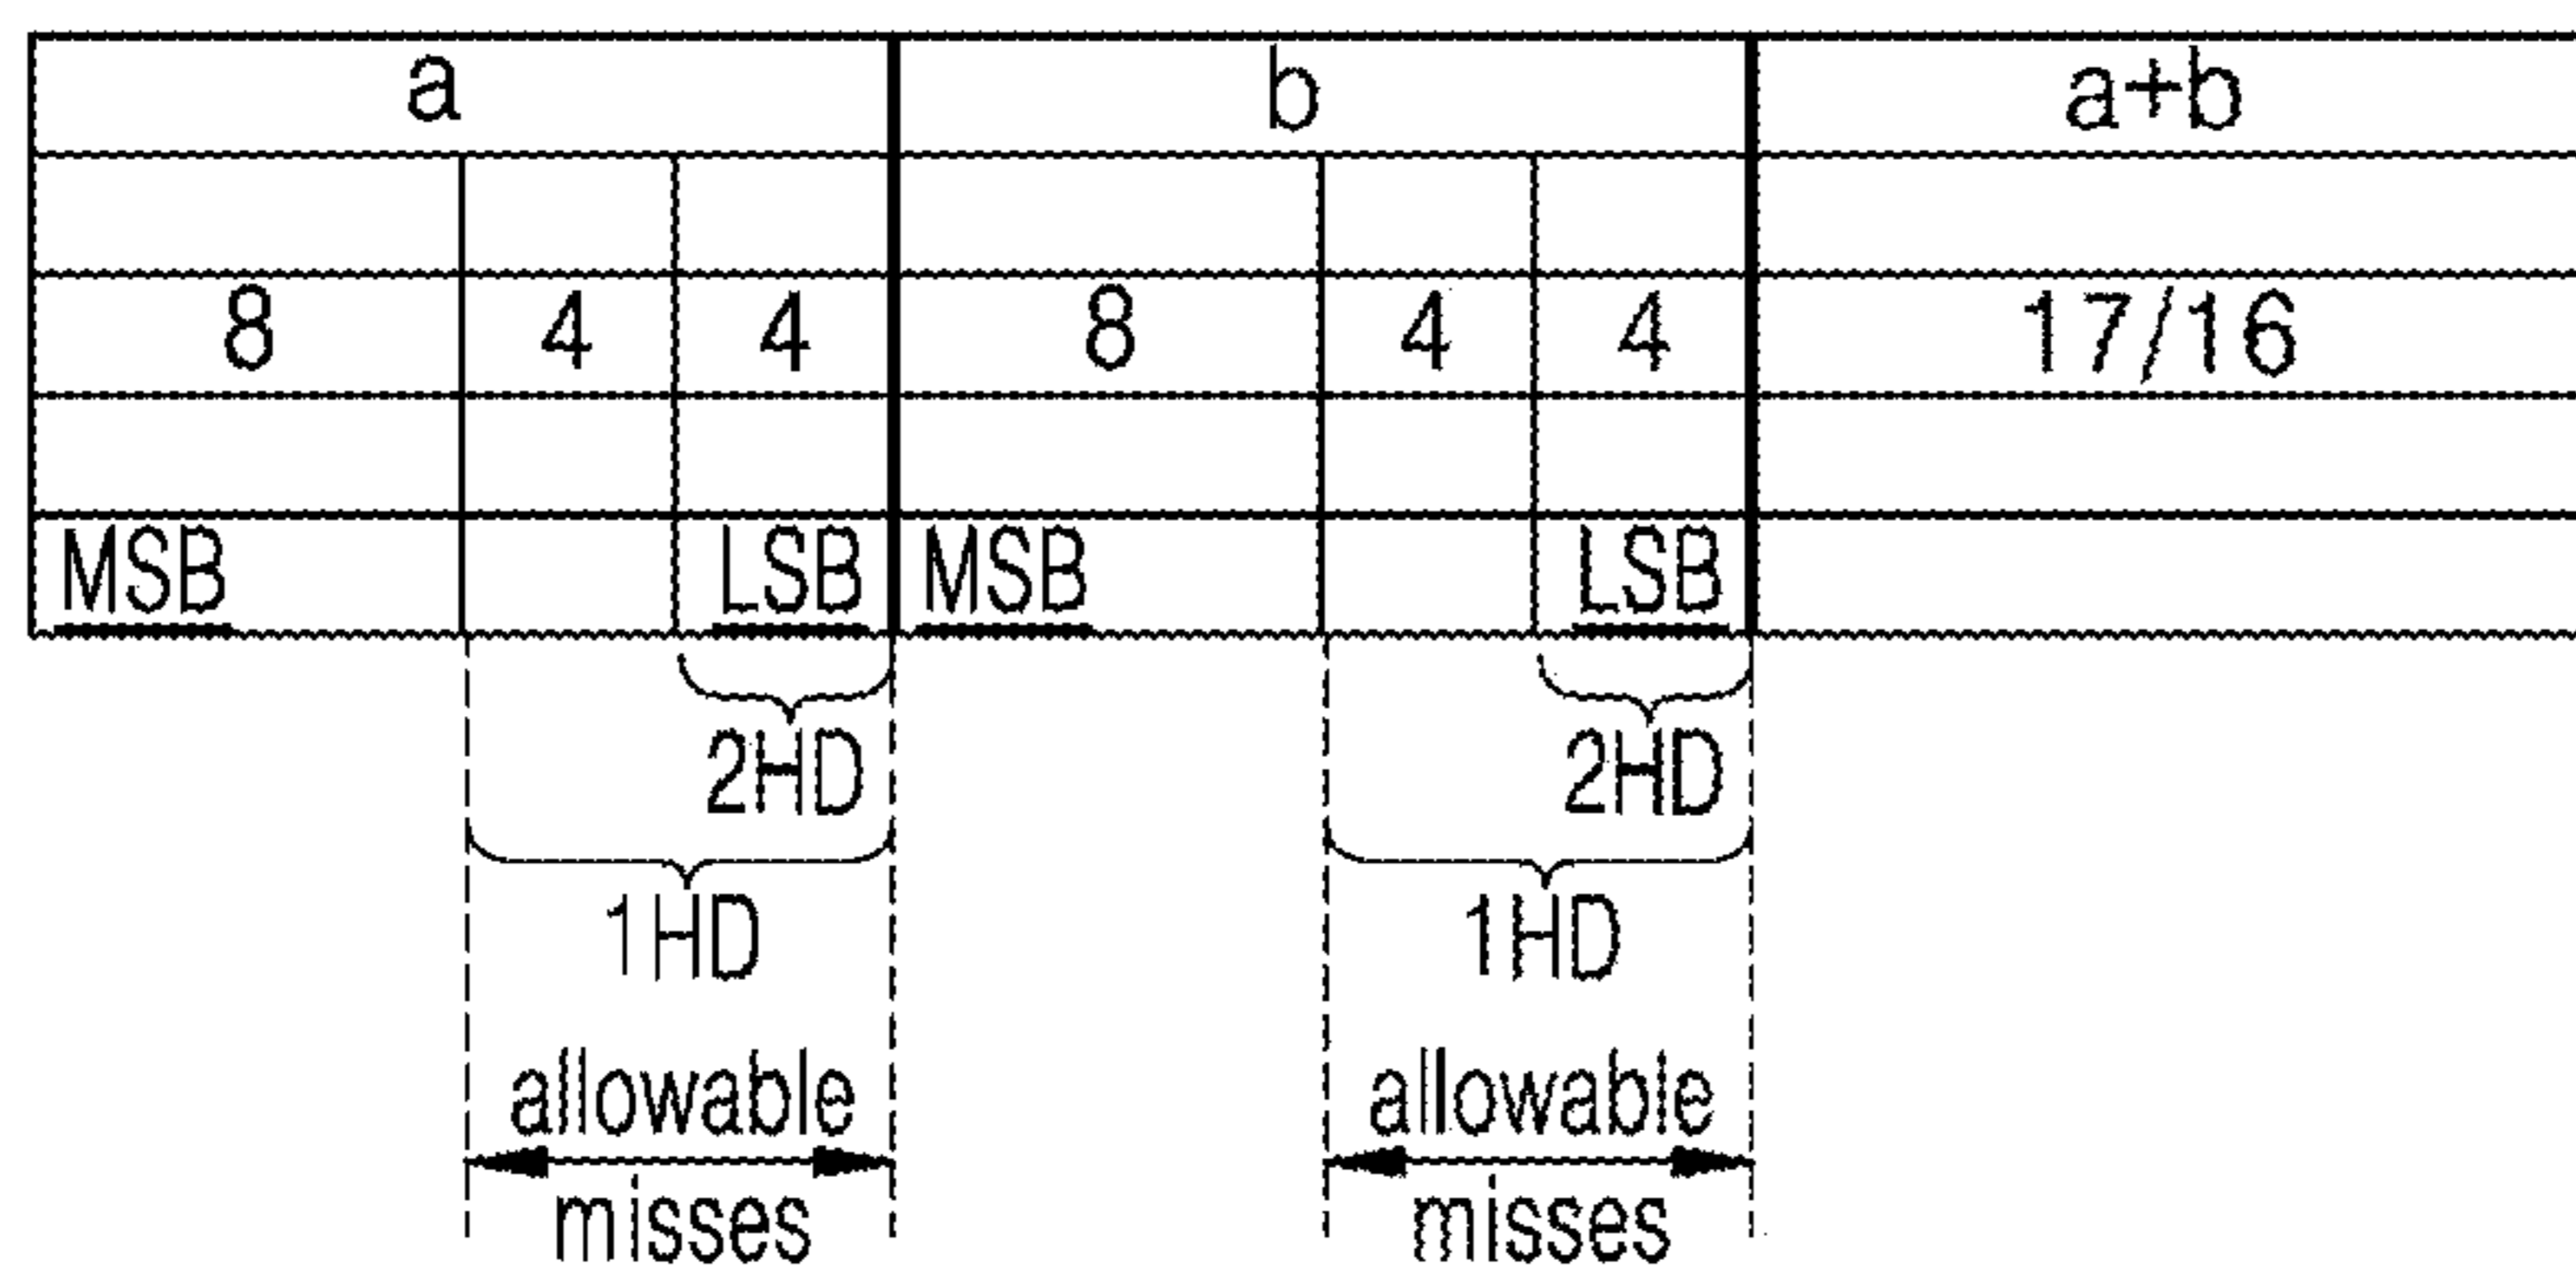 a b a+b
8 4 4 8 4 4 17/16
MSB LSB MSB LSB
2HD 2HD
1HD 1HD
allowable allowable
misses misses